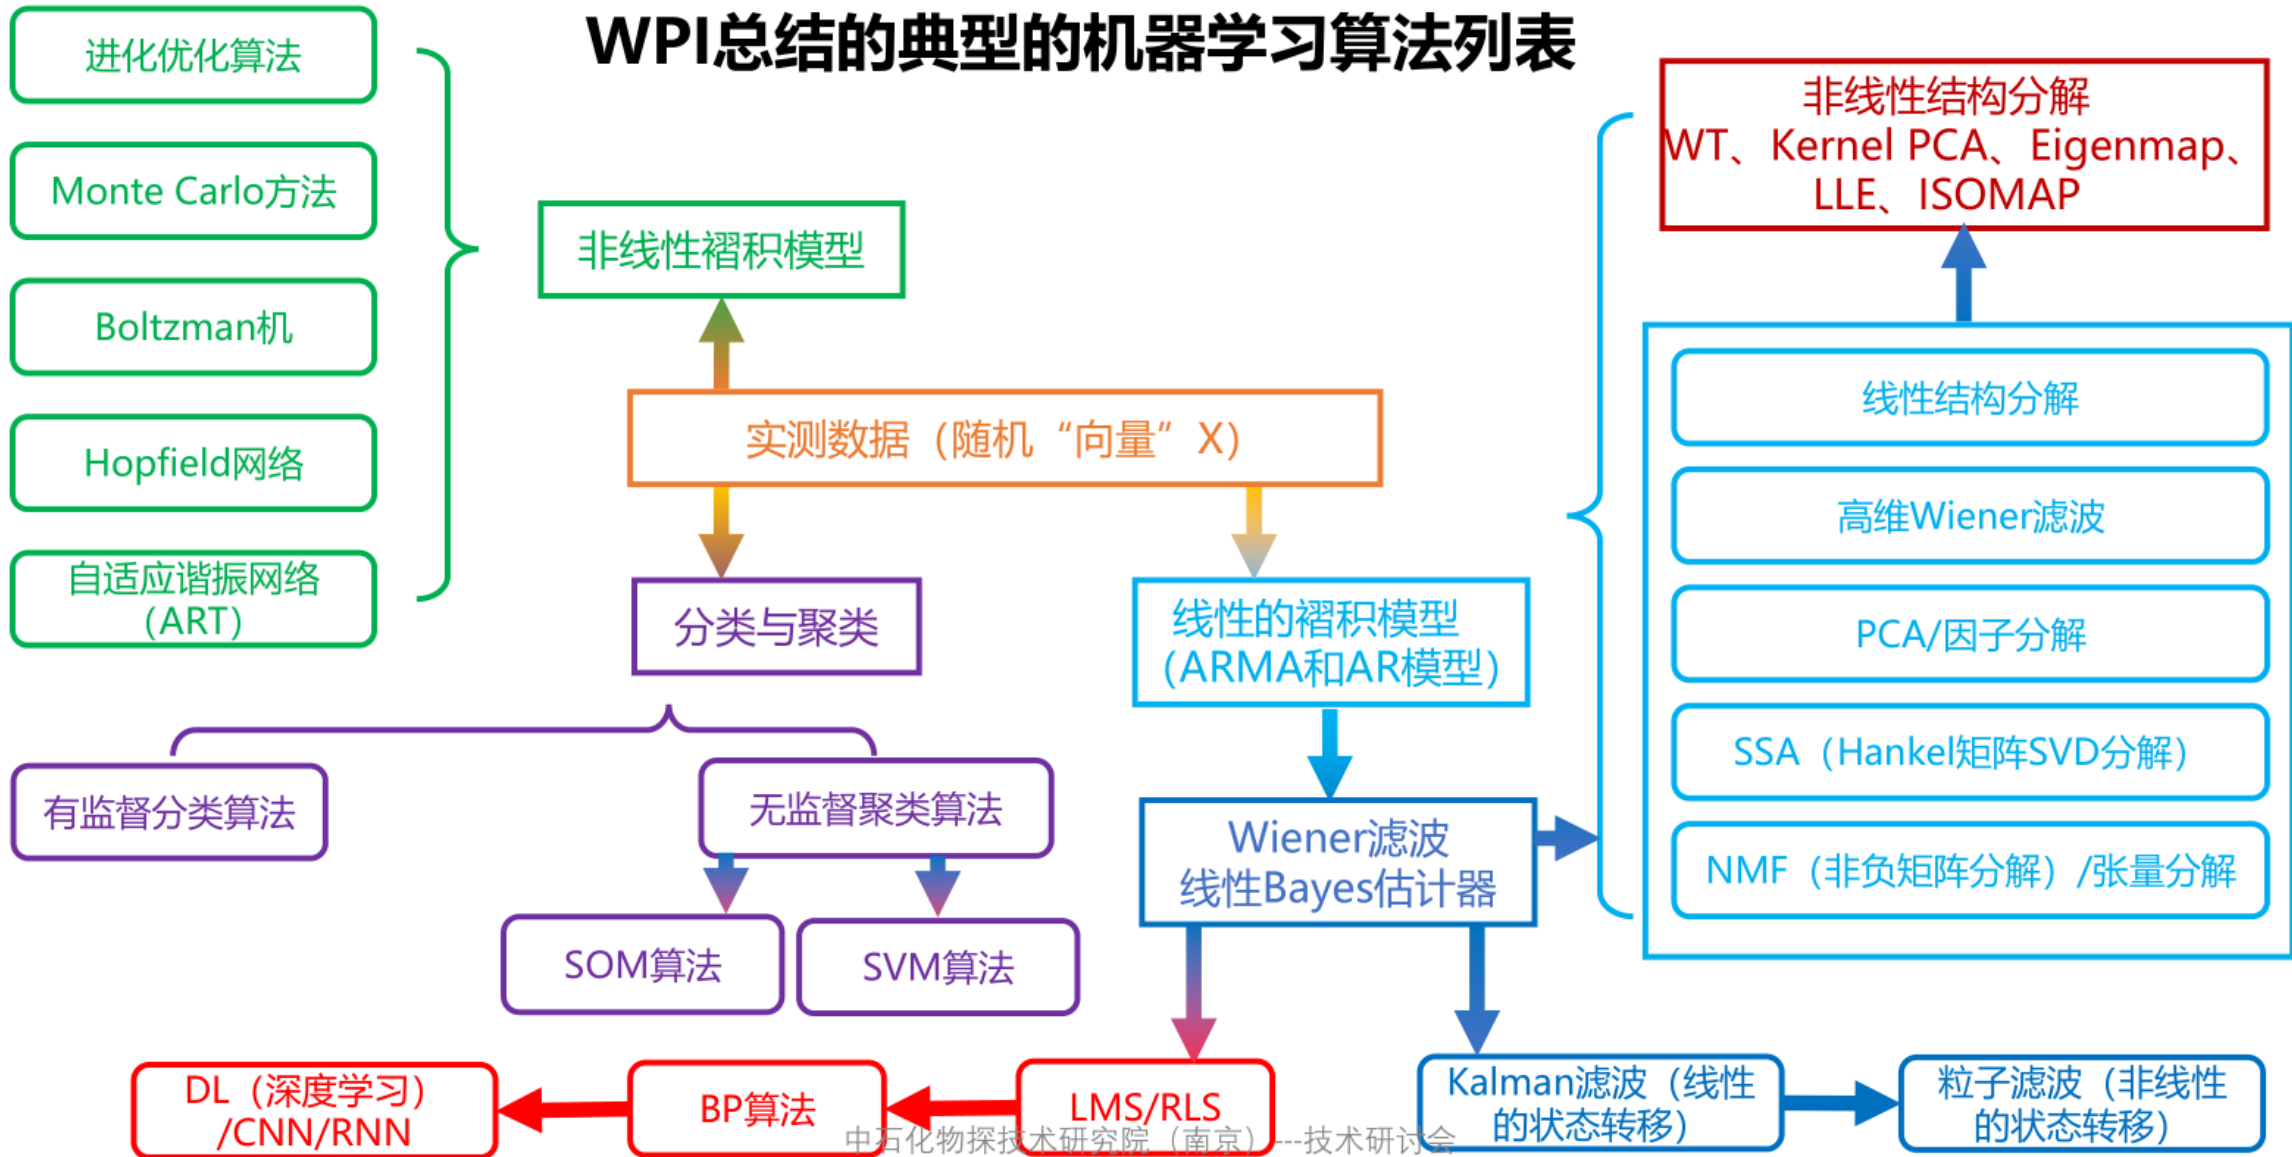 WPI总结的典型的机器学习算法列表
进化优化算法
Monte Carlo方法
Boltzman机
Hopfield网络
自适应谐振网络
（ART）
非线性褶积模型
实测数据（随机“向量”X）
分类与聚类
线性的褶积模型
（ARMA和AR模型）
有监督分类算法
无监督聚类算法
SOM算法
SVM算法
Wiener滤波
线性Bayes估计器
非线性结构分解
WT、Kernel PCA、Eigenmap、
LLE、ISOMAP
线性结构分解
高维Wiener滤波
PCA/因子分解
SSA（Hankel矩阵SVD分解）
NMF（非负矩阵分解）/张量分解
DL（深度学习）
/CNN/RNN
BP算法
LMS/RLS
Kalman滤波（线性
的状态转移）
粒子滤波（非线性
的状态转移）
中石化物探技术研究院（南京）---技术研讨会